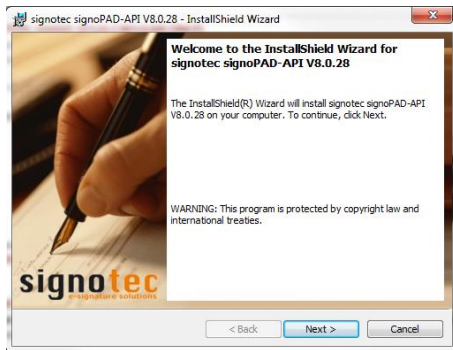 signotec signoPAD-API V8.0.28 - InstallShield Wizard
Welcome to the InstallShield Wizard for
signotec signoPAD-API V8.0.28
The InstallShield(R) Wizard will install signotec signoPAD-API
V8.0.28 on your computer. To continue, click Next.
WARNING: This program is protected by copyright law and
international treaties.
signotec
e-signature solutions
< Back
Next >
Cancel